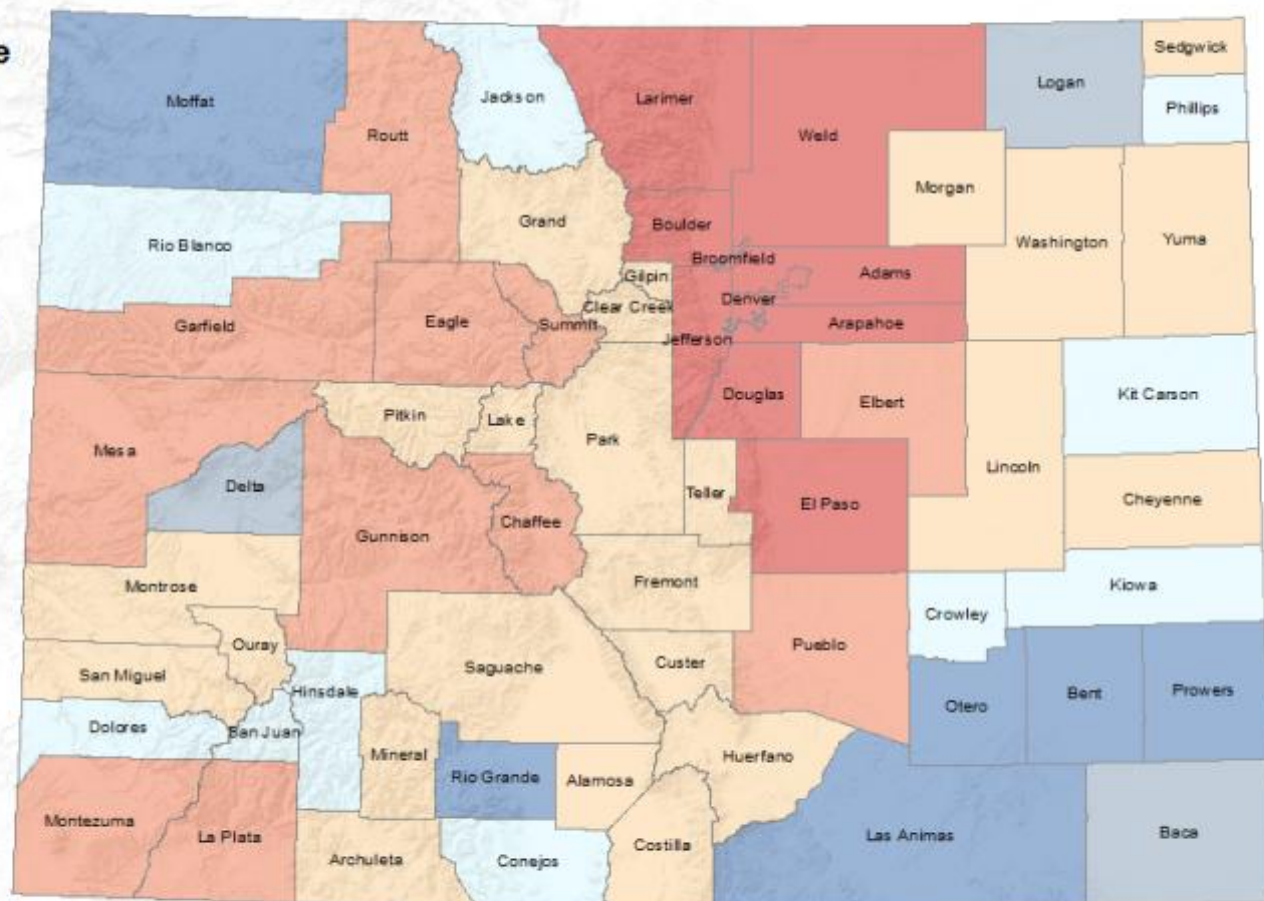 e
Moffat
Routt
Jackson
Larimer
Weld
Logan
Sedgwick
Phillips
Morgan
Washington
Yuma
Rio Blanco
Grand
Boulder
Broomfield
Gilpin
Adams
Clear Creek
Denver
Garfield
Eagle
Summit
Jefferson
Arapahoe
Pitkin
Lake
Park
Douglas
Elbert
Kit Carson
Mesa
Delta
Lincoln
Teller
El Paso
Cheyenne
Gunnison
Chaffee
Fremont
Montrose
Crowley
Kiowa
Ouray
Saguache
Custer
Pueblo
San Miguel
Hinsdale
Otero
Bent
Prowers
Dolores
San Juan
Mineral
Rio Grande
Alamosa
Huerfano
Montezuma
La Plata
Archuleta
Conejos
Costilla
Las Animas
Baca